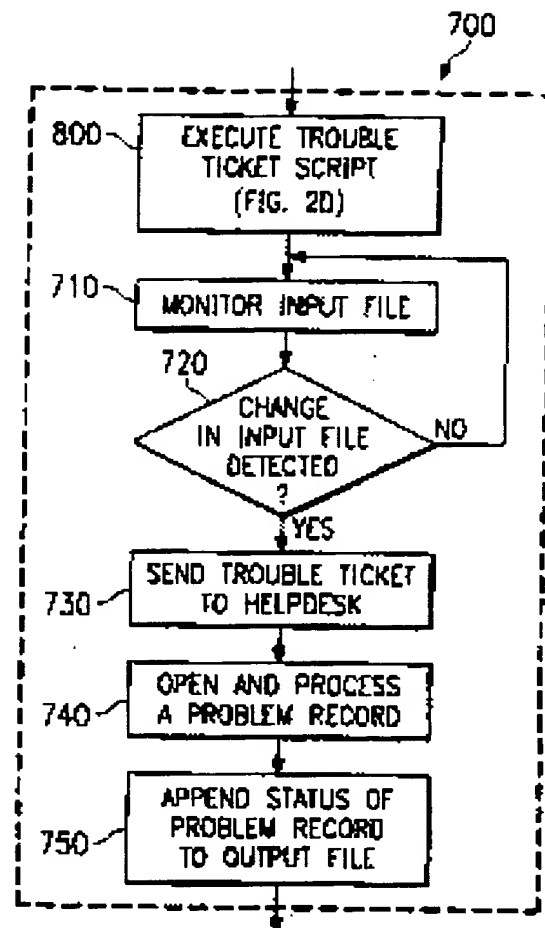 700
800
EXECUTE TROUBLE
TICKET SCRIPT
(FIG. 2D)
710
MONITOR INPUT FILE
720
CHANGE
IN INPUT FILE
DETECTED
?
NO
YES
730
SEND TROUBLE TICKET
TO HELPDESK
740
OPEN AND PROCESS
A PROBLEM RECORD
750
APPEND STATUS OF
PROBLEM RECORD
TO OUTPUT FILE